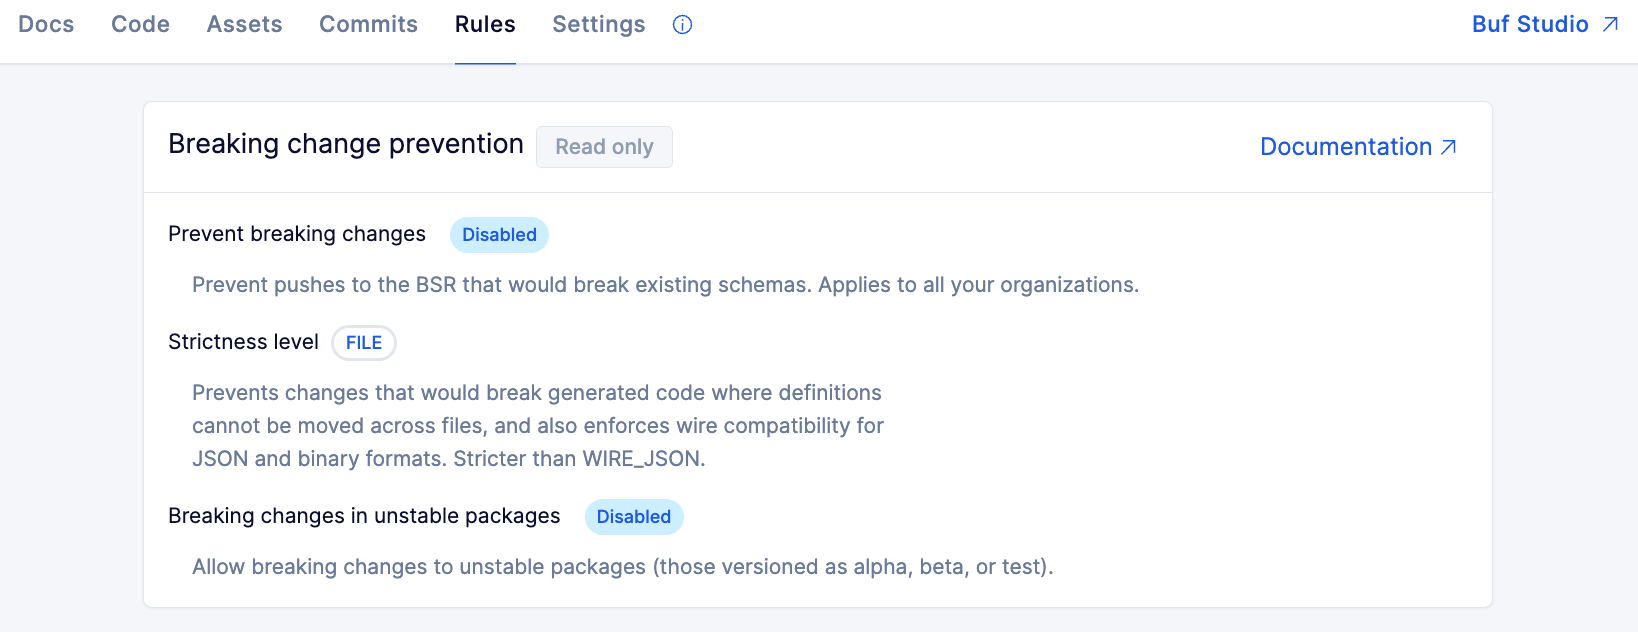 Docs Code Assets Commits Rules Settings Buf Studio
Breaking change prevention Read only Documentation
Prevent breaking changes Disabled
Prevent pushes to the BSR that would break existing schemas. Applies to all your organizations.
Strictness level FILE
Prevents changes that would break generated code where definitions
cannot be moved across files, and also enforces wire compatibility for
JSON and binary formats. Stricter than WIRE_JSON.
Breaking changes in unstable packages Disabled
Allow breaking changes to unstable packages (those versioned as alpha, beta, or test).